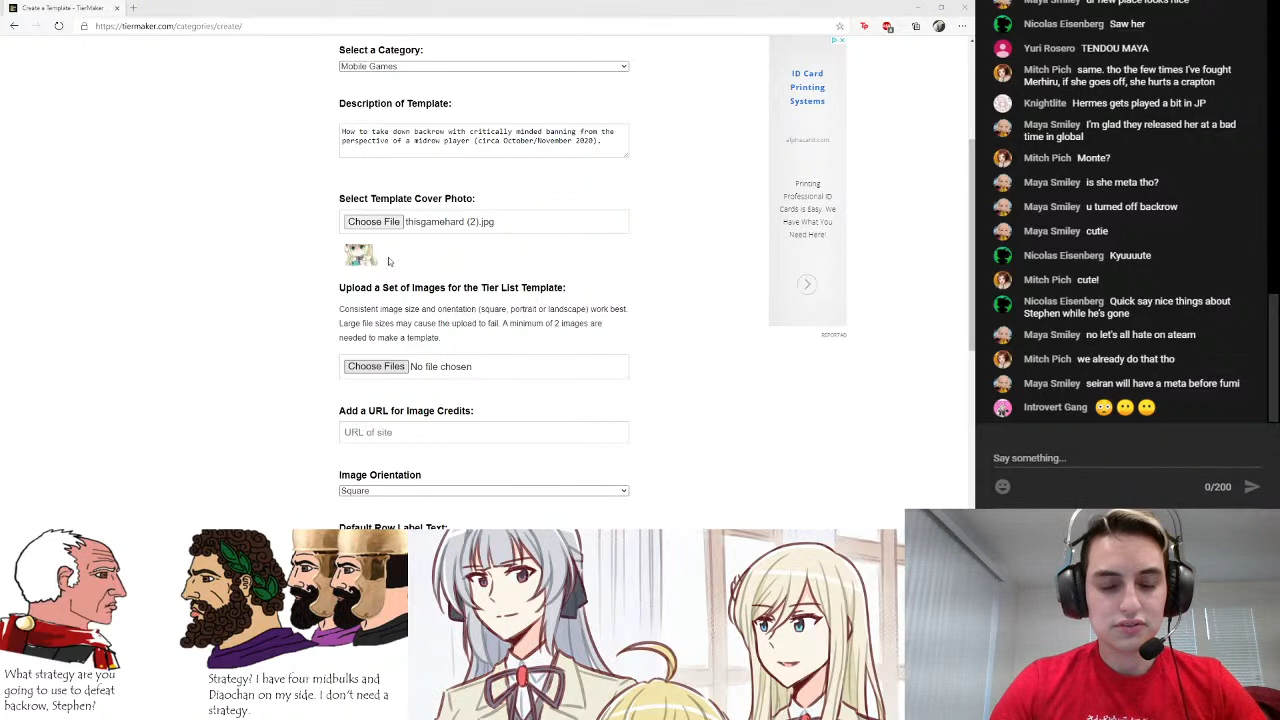 Create a Template - TierMaker
https://tiermaker.com/categories/create/
Select a Category:
Mobile Games
Description of Template:
How to take down backrow with critically minded banning from the
perspective of a midrow player (circa October/November 2020).
Select Template Cover Photo:
Choose File thisgamehard (2).jpg
Upload a Set of Images for the Tier List Template:
Consistent image size and orientation (square, portrait or landscape) work best.
Large file sizes may cause the upload to fail. A minimum of 2 images are
needed to make a template.
Choose Files No file chosen
Add a URL for Image Credits:
URL of site
Image Orientation
Square
Default Row Label Text:
ID Card
Printing
Systems
alphacard.com
Printing
Professional ID
Cards is Easy. We
Have What You
Need Here!
REPORT AD
Maya Smiley ur new place looks nice
Nicolas Eisenberg Saw her
Yuri Rosero TENDOU MAYA
Mitch Pich same. tho the few times I've fought
Merhiru, if she goes off, she hurts a crapton
Knightlite Hermes gets played a bit in JP
Maya Smiley I'm glad they released her at a bad
time in global
Mitch Pich Monte?
Maya Smiley is she meta tho?
Maya Smiley u turned off backrow
Maya Smiley cutie
Nicolas Eisenberg Kyuuuute
Mitch Pich cute!
Nicolas Eisenberg Quick say nice things about
Stephen while he's gone
Maya Smiley no let's all hate on ateam
Mitch Pich we already do that tho
Maya Smiley seiran will have a meta before fumi
Introvert Gang
Say something...
0/200
What strategy are you
going to use to defeat
backrow, Stephen?
Strategy? I have four midbulks and
Diaochan on my side. I don't need a
strategy.